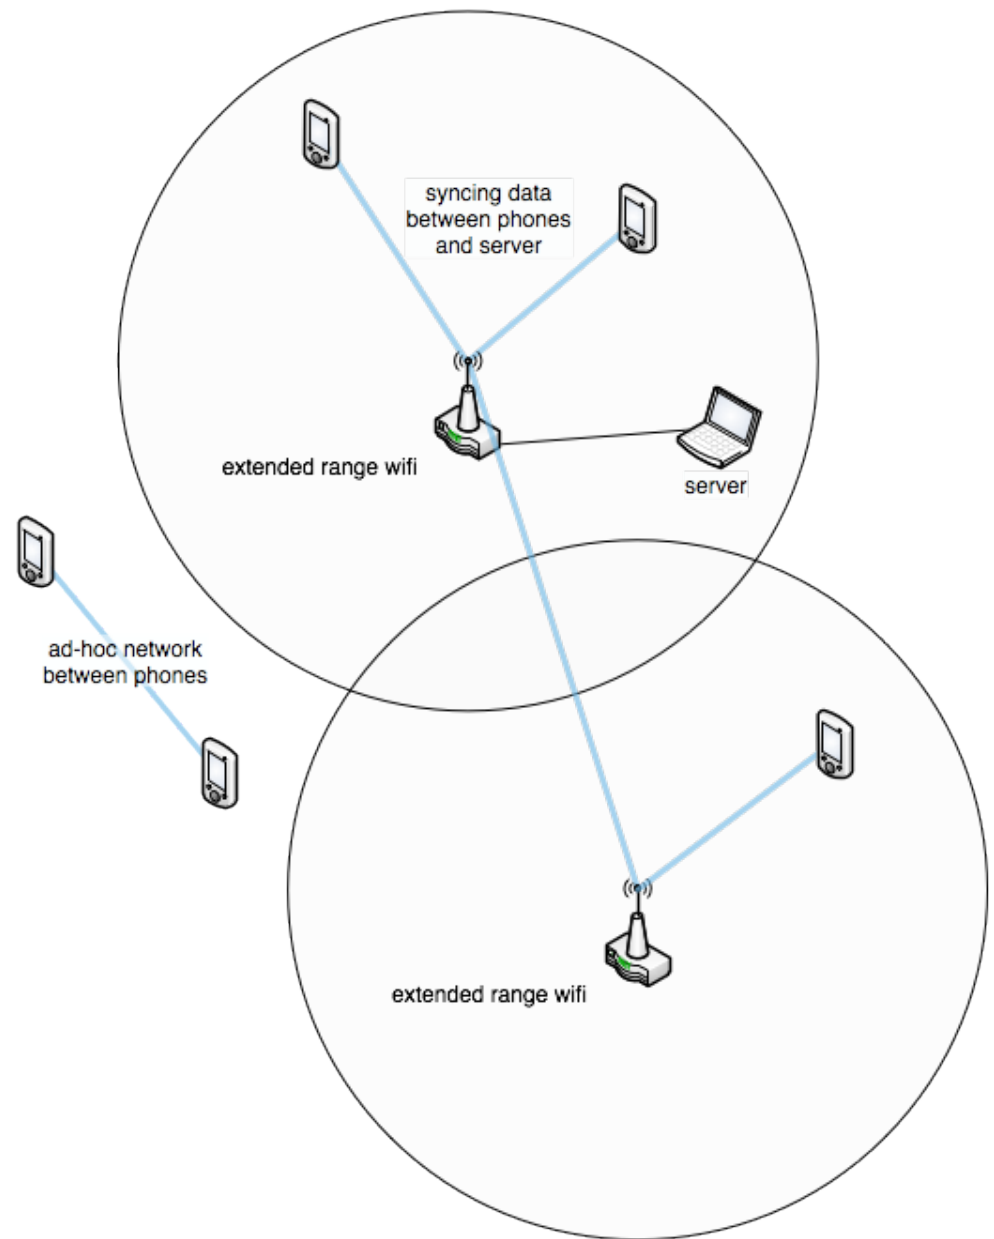 syncing data
between phones
and server
extended range wifi
server
ad-hoc network
between phones
extended range wifi